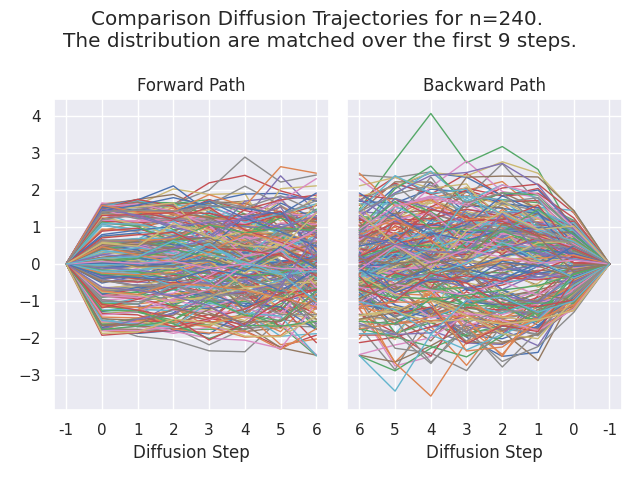 Comparison Diffusion Trajectories for n=240.
The distribution are matched over the first 9 steps.
Forward Path
Backward Path
4
3
2
1
0
−1
−2
−3
-1 0 1 2 3 4 5 6
6 5 4 3 2 1 0 -1
Diffusion Step
Diffusion Step